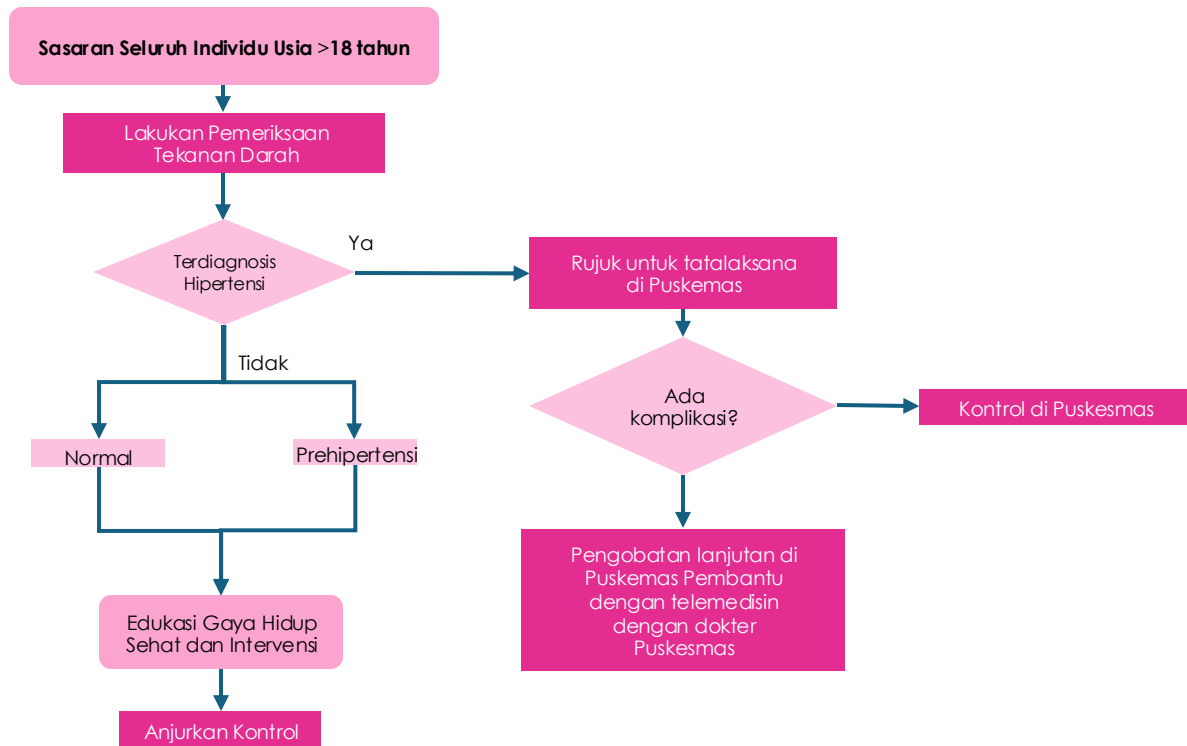 Sasaran Seluruh Individu Usia >18 tahun
Lakukan Pemeriksaan
Tekanan Darah
Terdiagnosis
Hipertensi
Ya
Rujuk untuk tatalaksana
di Puskemas
Tidak
Ada
komplikasi?
Kontrol di Puskesmas
Normal
Prehipertensi
Pengobatan lanjutan di
Puskemas Pembantu
dengan telemedisin
dengan dokter
Puskesmas
Edukasi Gaya Hidup
Sehat dan Intervensi
Anjurkan Kontrol